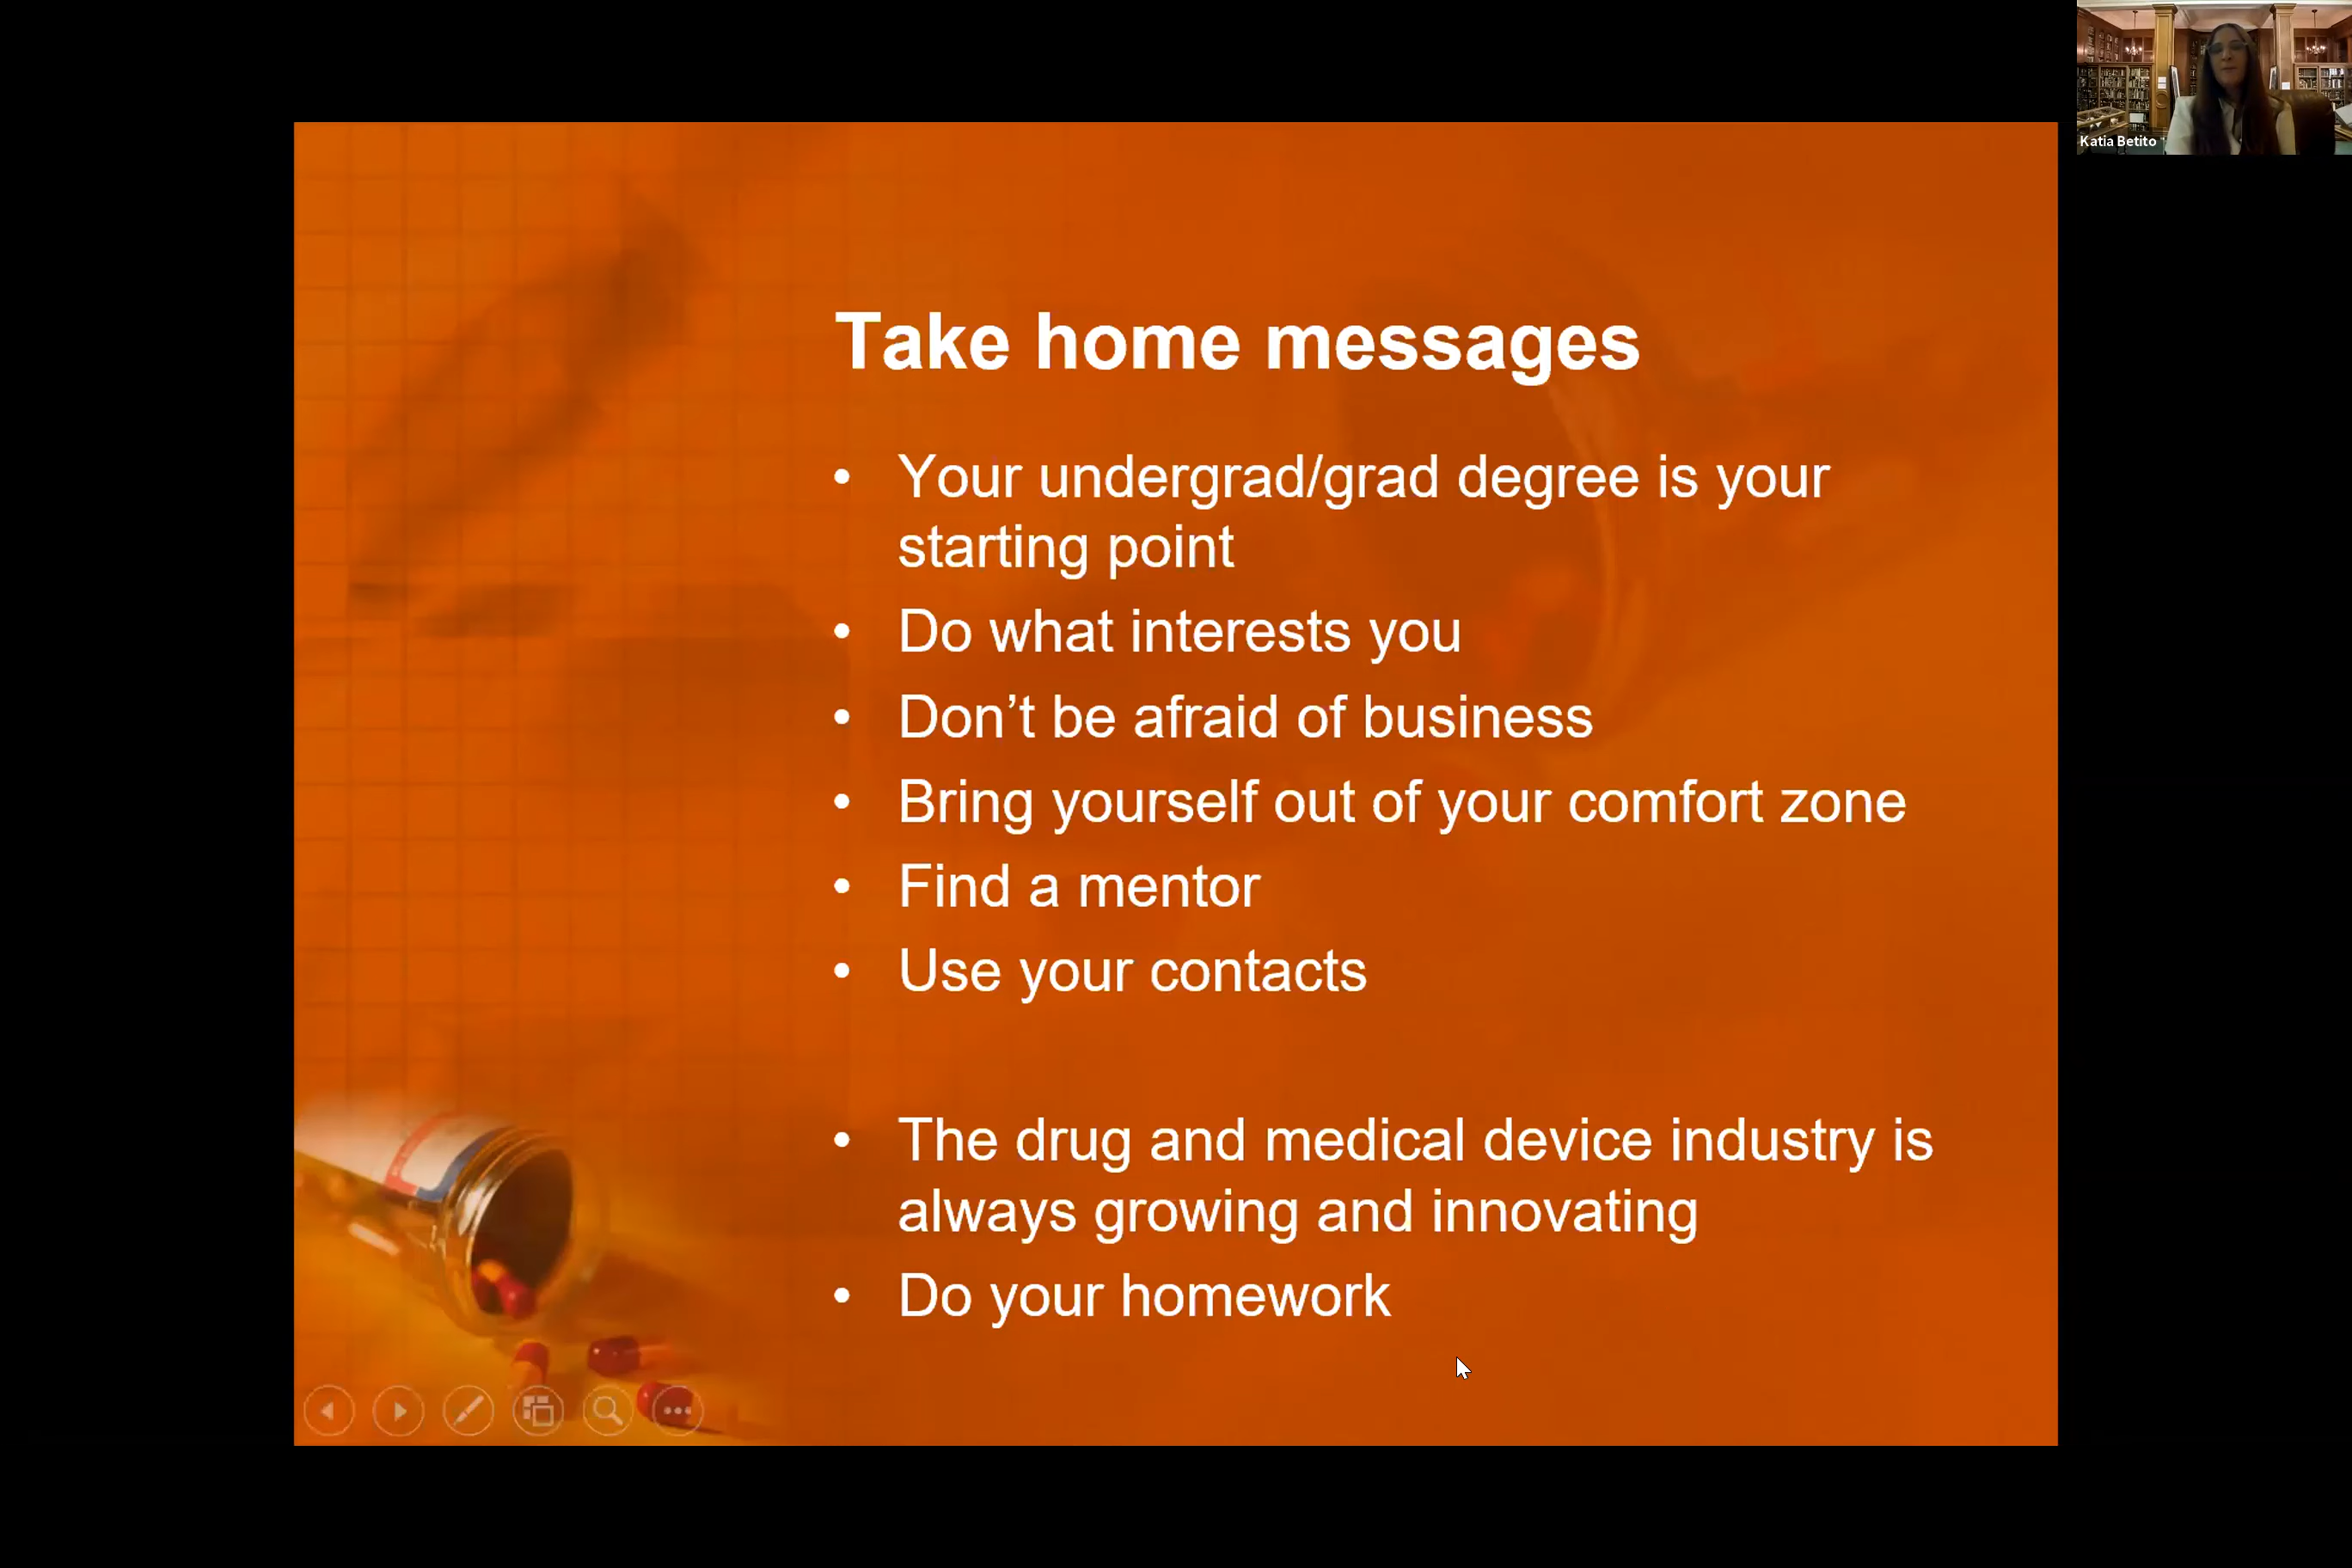 Katia Betito
Take home messages
• Your undergrad/grad degree is your
starting point
• Do what interests you
• Don’t be afraid of business
• Bring yourself out of your comfort zone
• Find a mentor
• Use your contacts
• The drug and medical device industry is
always growing and innovating
• Do your homework